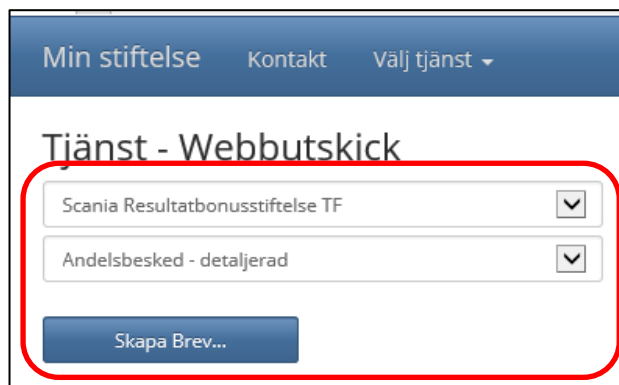 Min stiftelse Kontakt Välj tjänst
Tjänst - Webbutskick
Scania Resultatbonusstiftelse TF
Andelsbesked - detaljerad
Skapa Brev...